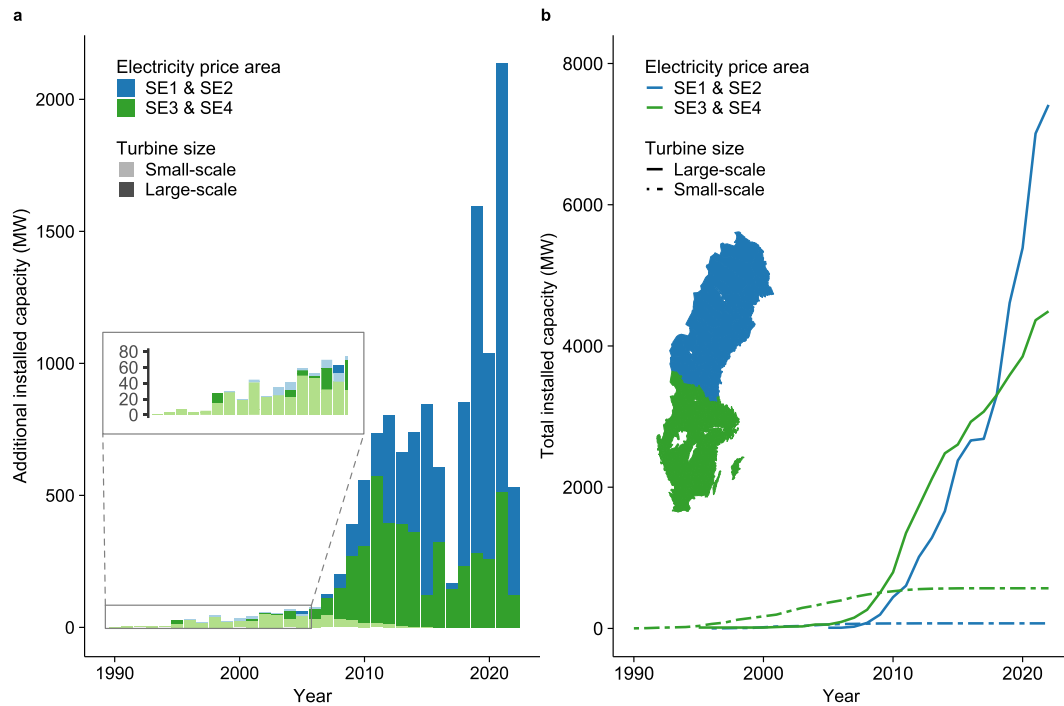 a
Additional installed capacity (MW)
2000
1500
1000
500
0
Electricity price area
SE1 & SE2
SE3 & SE4
Turbine size
Small-scale
Large-scale
80
60
40
20
0
1990
2000
2010
2020
Year
b
Total installed capacity (MW)
8000
6000
4000
2000
0
Electricity price area
SE1 & SE2
SE3 & SE4
Turbine size
Large-scale
Small-scale
1990
2000
2010
2020
Year